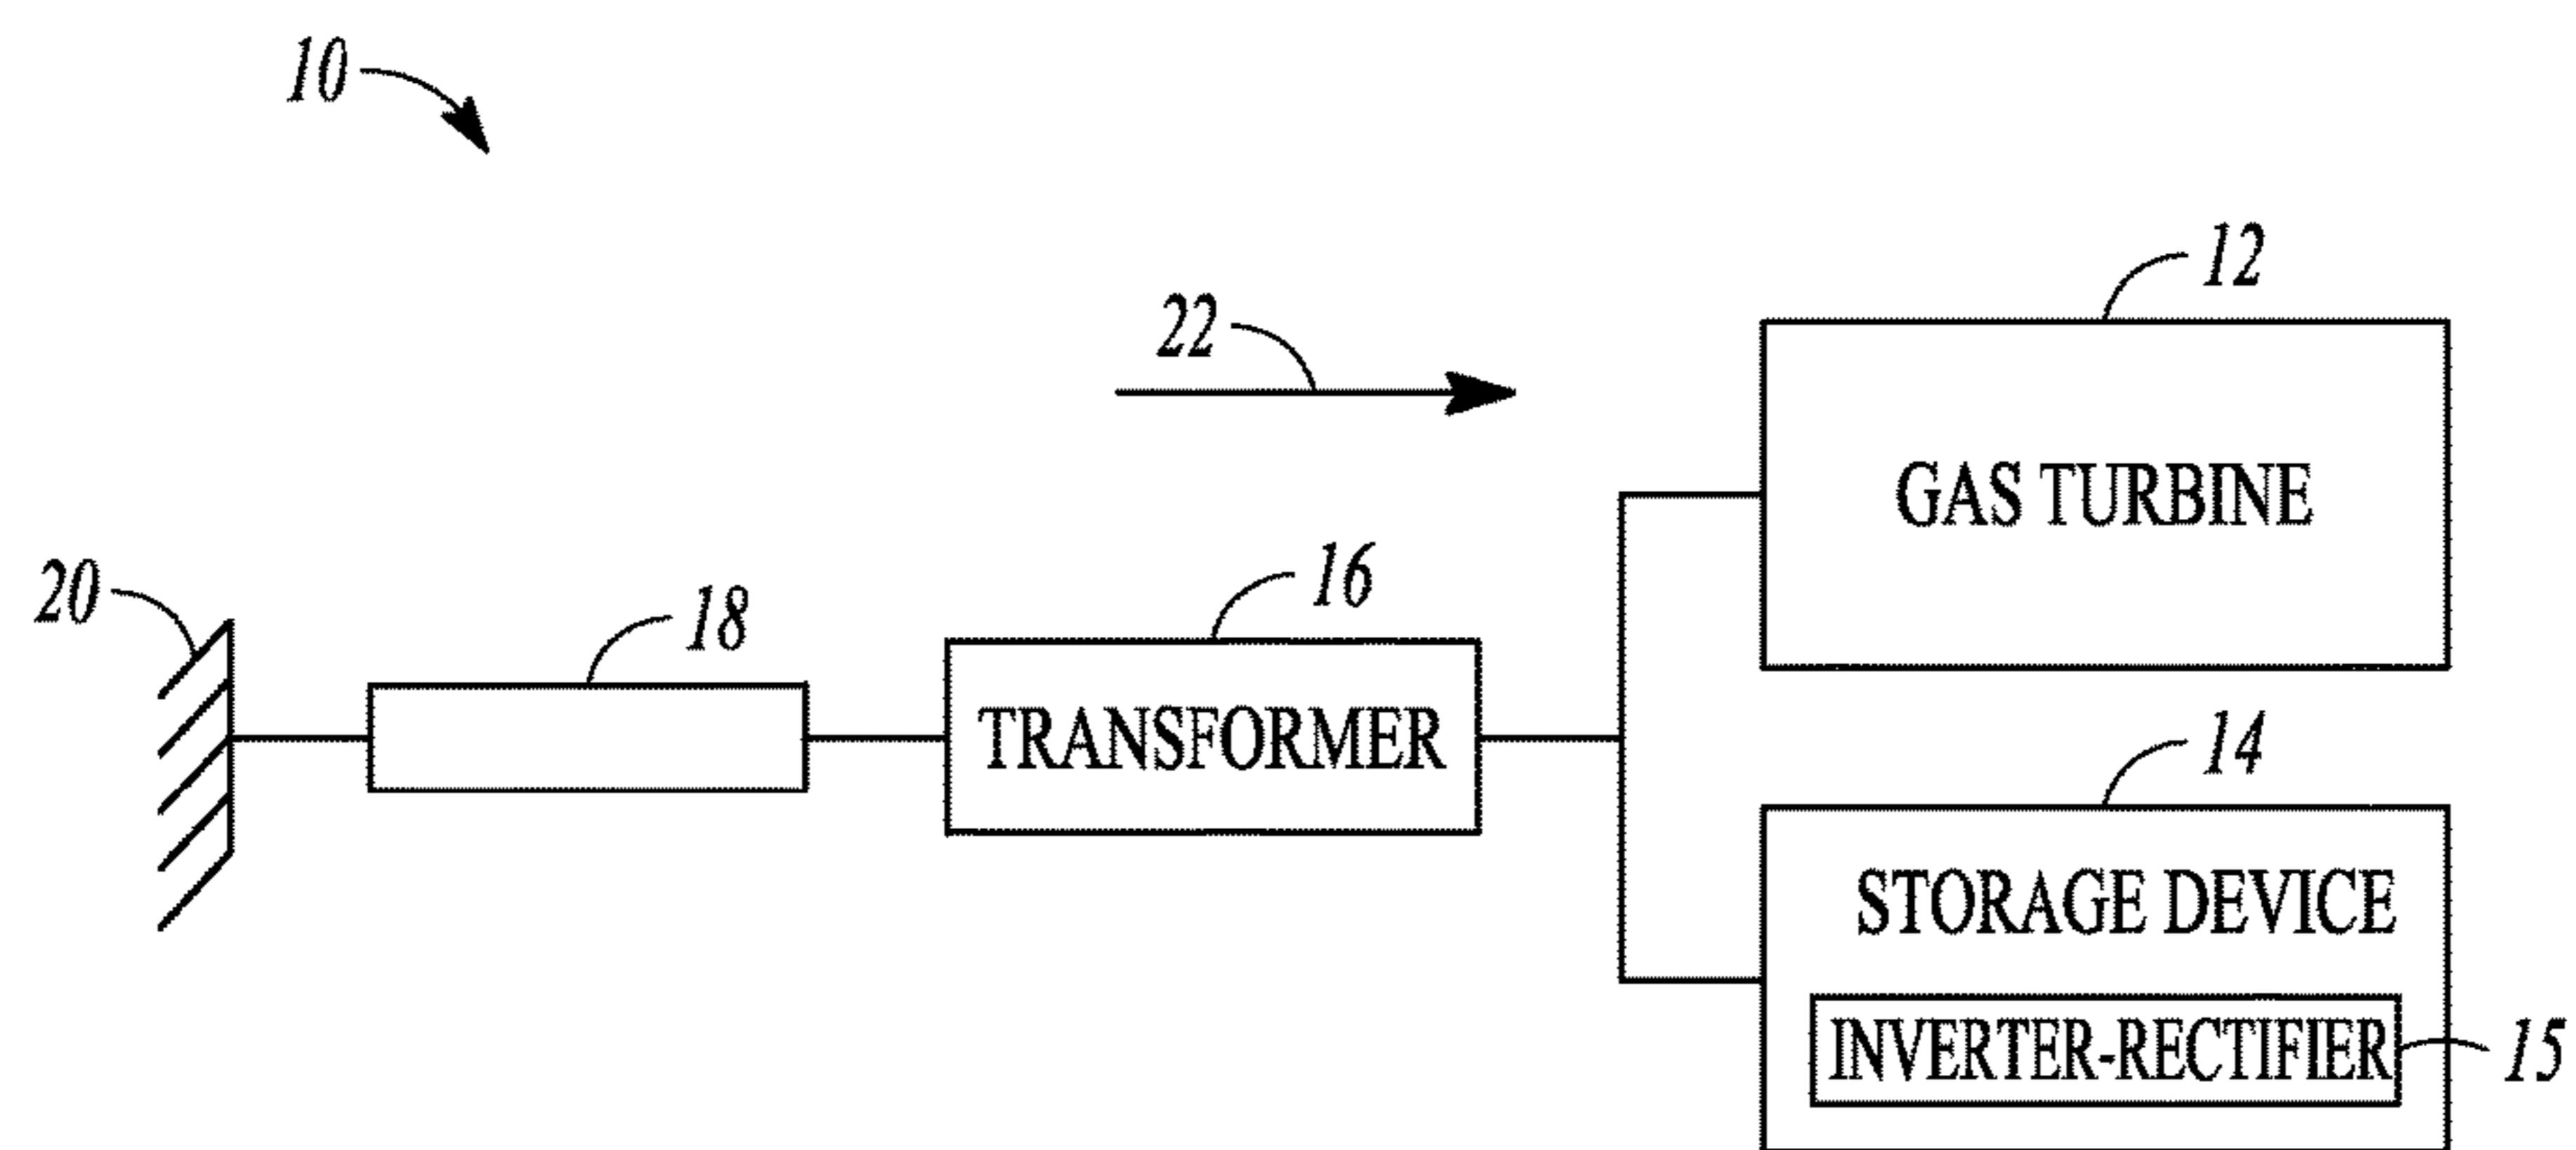 10
12
22
GAS TURBINE
20
18
16
TRANSFORMER
14
STORAGE DEVICE
INVERTER-RECTIFIER
15